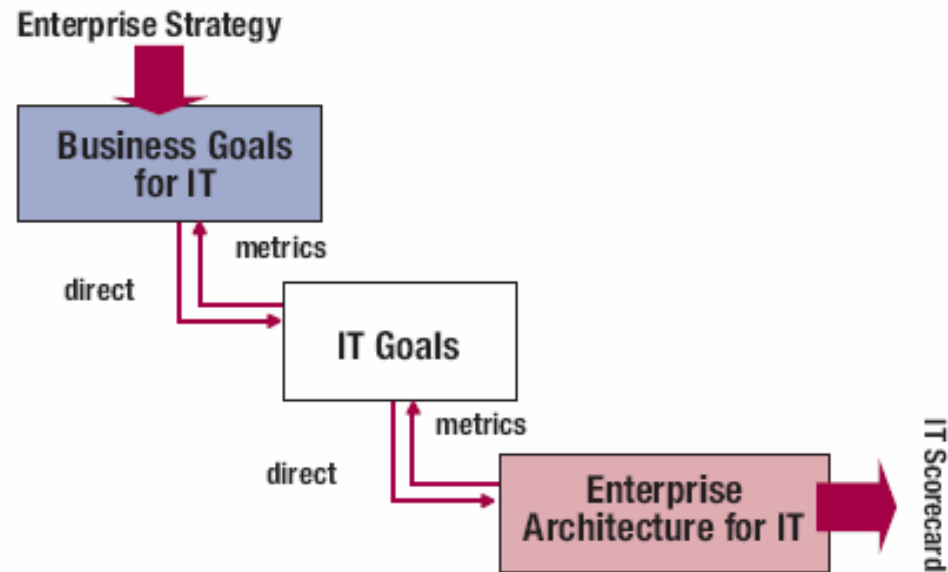 Enterprise Strategy
Business Goals
for IT
metrics
direct
IT Goals
metrics
direct
Enterprise
Architecture for IT
IT Scorecard